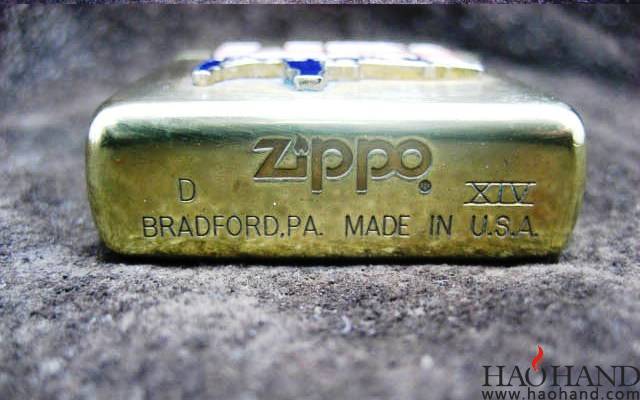 Zippo®
D XIV
BRADFORD,PA. MADE IN U.S.A.
HAOHAND
www.haohand.com